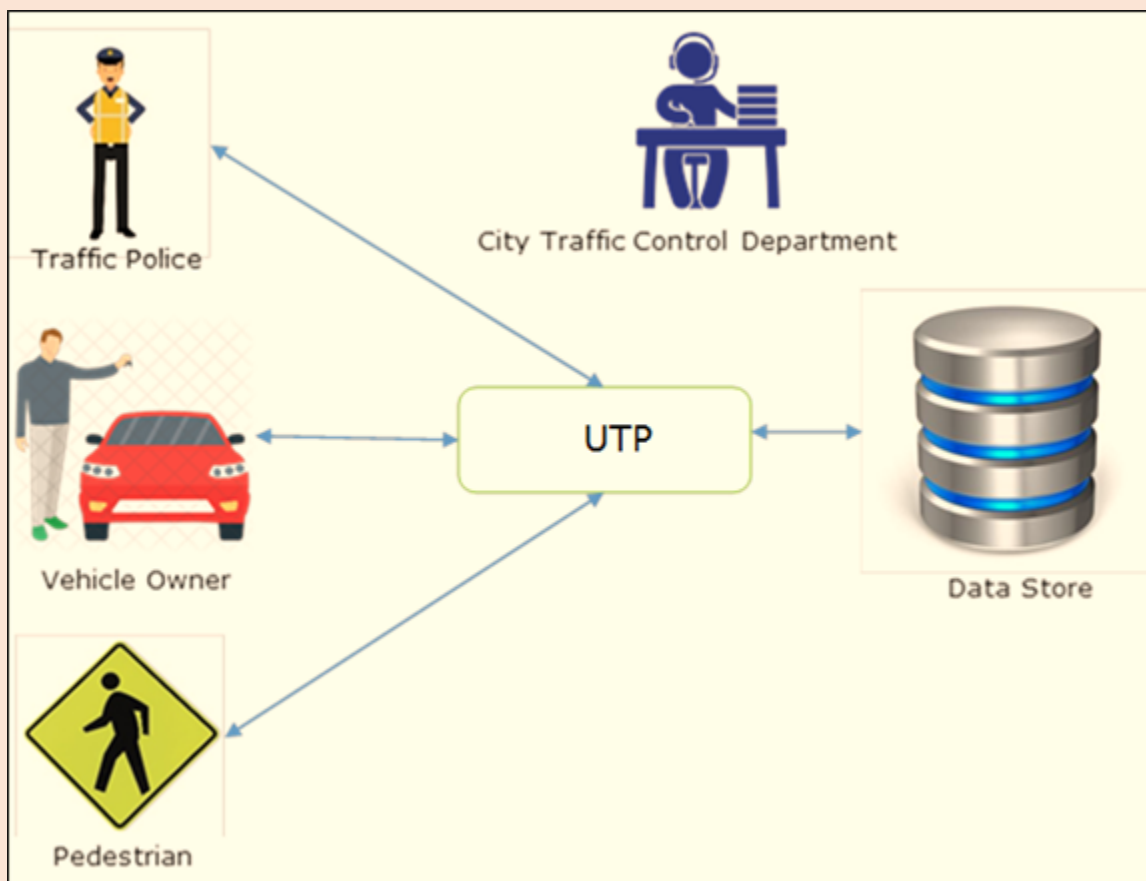 City Traffic Control Department
Traffic Police
UTP
Vehicle Owner
Data Store
Pedestrian